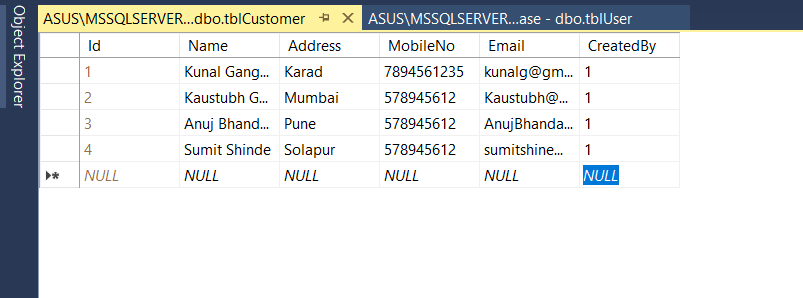 Object Explorer
ASUS\MSSQLSERVER...dbo.tblCustomer ASUS\MSSQLSERVER...ase - dbo.tblUser
Id Name Address MobileNo Email CreatedBy
1 Kunal Gang... Karad 7894561235 kunalg@gm... 1
2 Kaustubh G... Mumbai 578945612 Kaustubh@... 1
3 Anuj Bhand... Pune 578945612 AnujBhanda... 1
4 Sumit Shinde Solapur 578945612 sumitshine... 1
NULL NULL NULL NULL NULL NULL